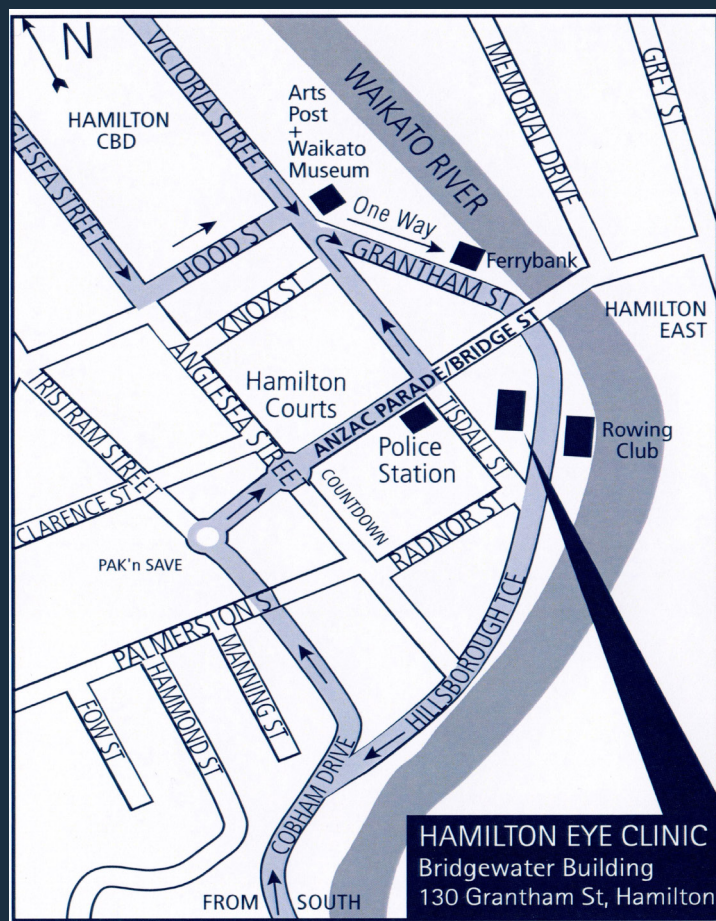 N
HAMILTON
CBD
VICTORIA STREET
Arts
Post
+
Waikato
Museum
WAIKATO RIVER
MEMORIAL DRIVE
GREY ST
GLESEA STREET
One Way
HOOD ST
GRANTHAM ST
Ferrybank
KNOX ST
HAMILTON
EAST
ANZAC PARADE/BRIDGE ST
ANGLESEA STREET
Hamilton
Courts
TRISTRAM STREET
Police
Station
TISDALL ST
Rowing
Club
CLARENCE ST
COUNTDOWN
RADNOR ST
PAK'n SAVE
PALMERSTON S
HILLSBOROUGH TCE
MANNING ST
HAMMOND ST
FOW ST
COBHAM DRIVE
FROM SOUTH
HAMILTON EYE CLINIC
Bridgewater Building
130 Grantham St, Hamilton